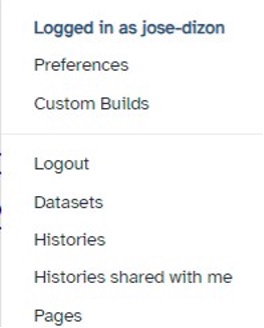 Logged in as jose-dizon
Preferences
Custom Builds
Logout
Datasets
Histories
Histories shared with me
Pages